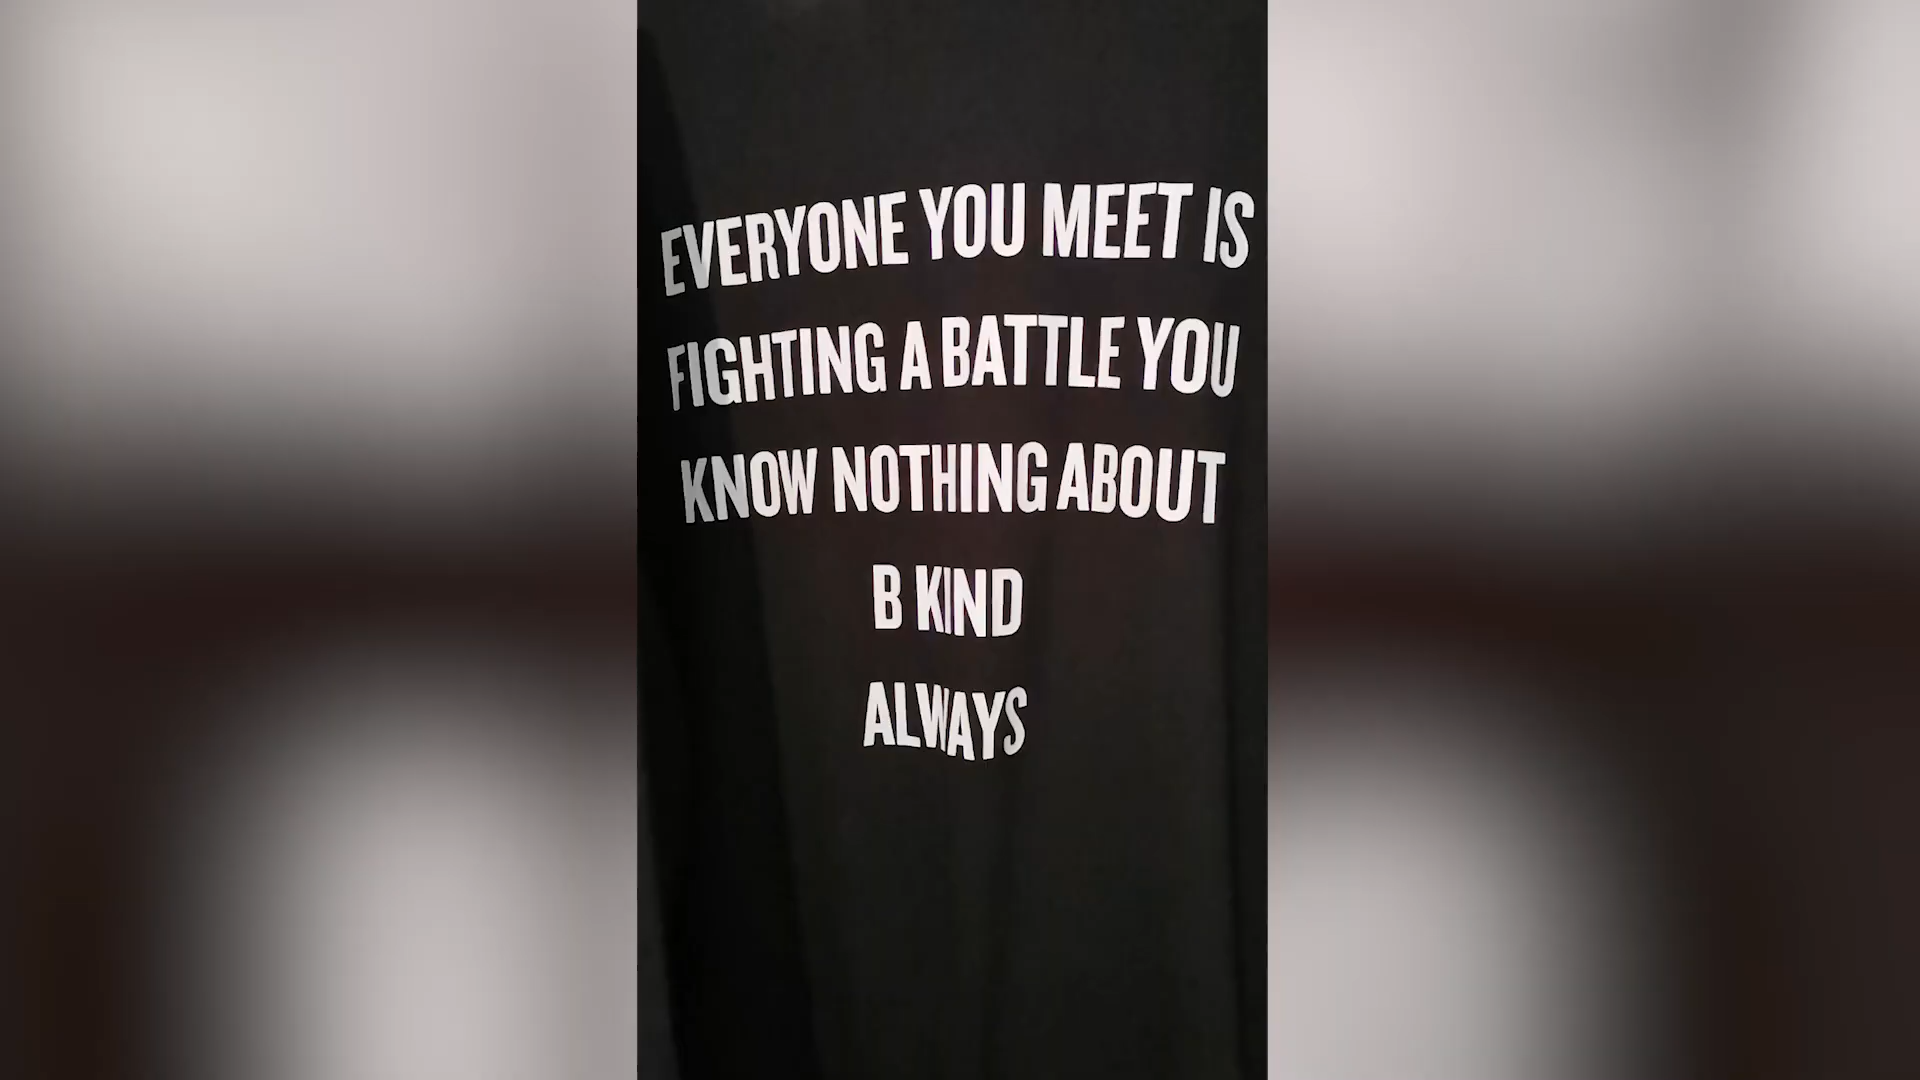 EVERYONE YOU MEET IS
FIGHTING A BATTLE YOU
KNOW NOTHING ABOUT
B KIND
ALWAYS